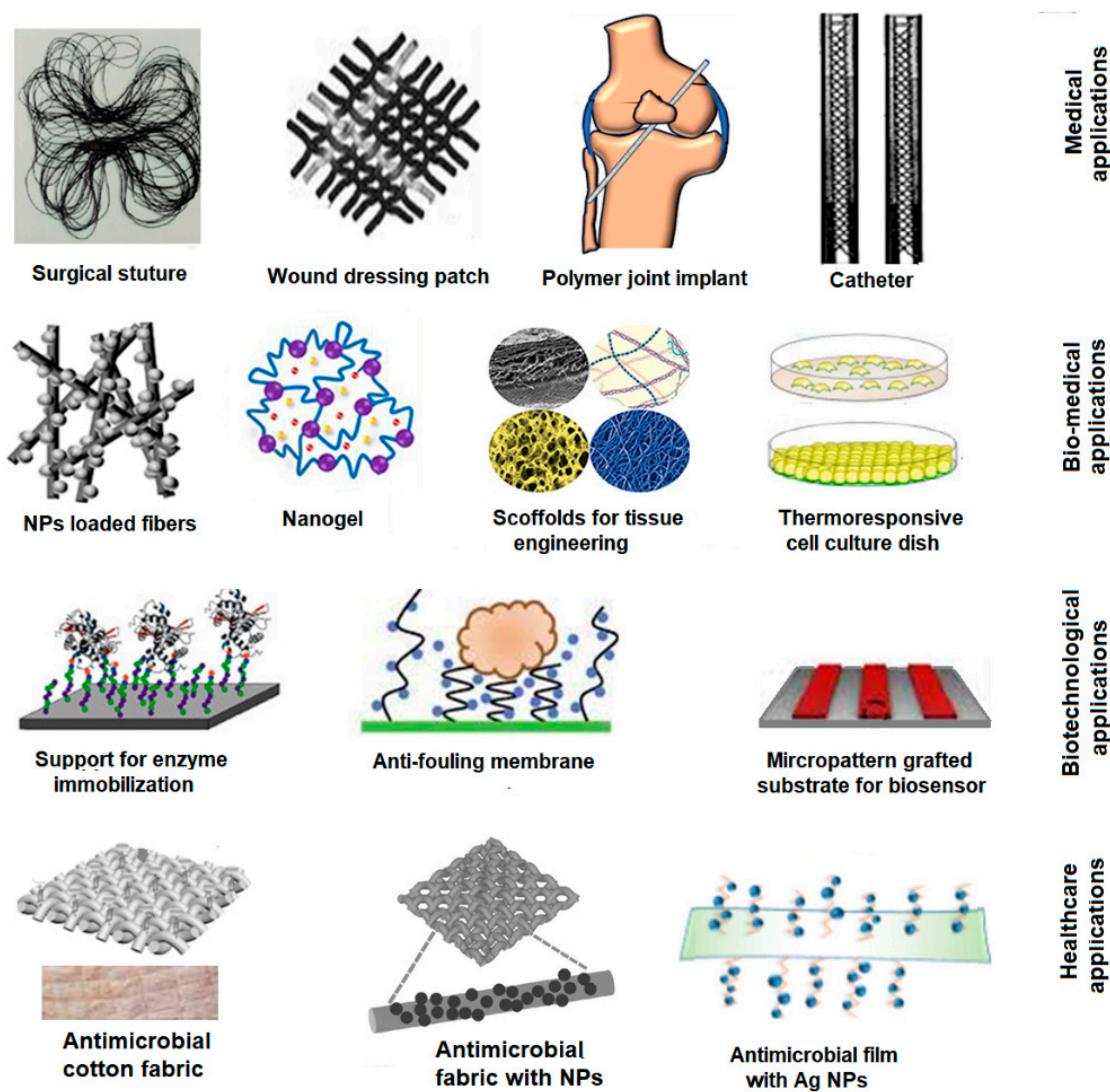 Medical
applications
Surgical stuture
Wound dressing patch
Polymer joint implant
Catheter
Bio-medical
applications
NPs loaded fibers
Nanogel
Scoffolds for tissue
engineering
Thermoresponsive
cell culture dish
Biotechnological
applications
Support for enzyme
immobilization
Anti-fouling membrane
Mircropattern grafted
substrate for biosensor
Healthcare
applications
Antimicrobial
cotton fabric
Antimicrobial
fabric with NPs
Antimicrobial film
with Ag NPs